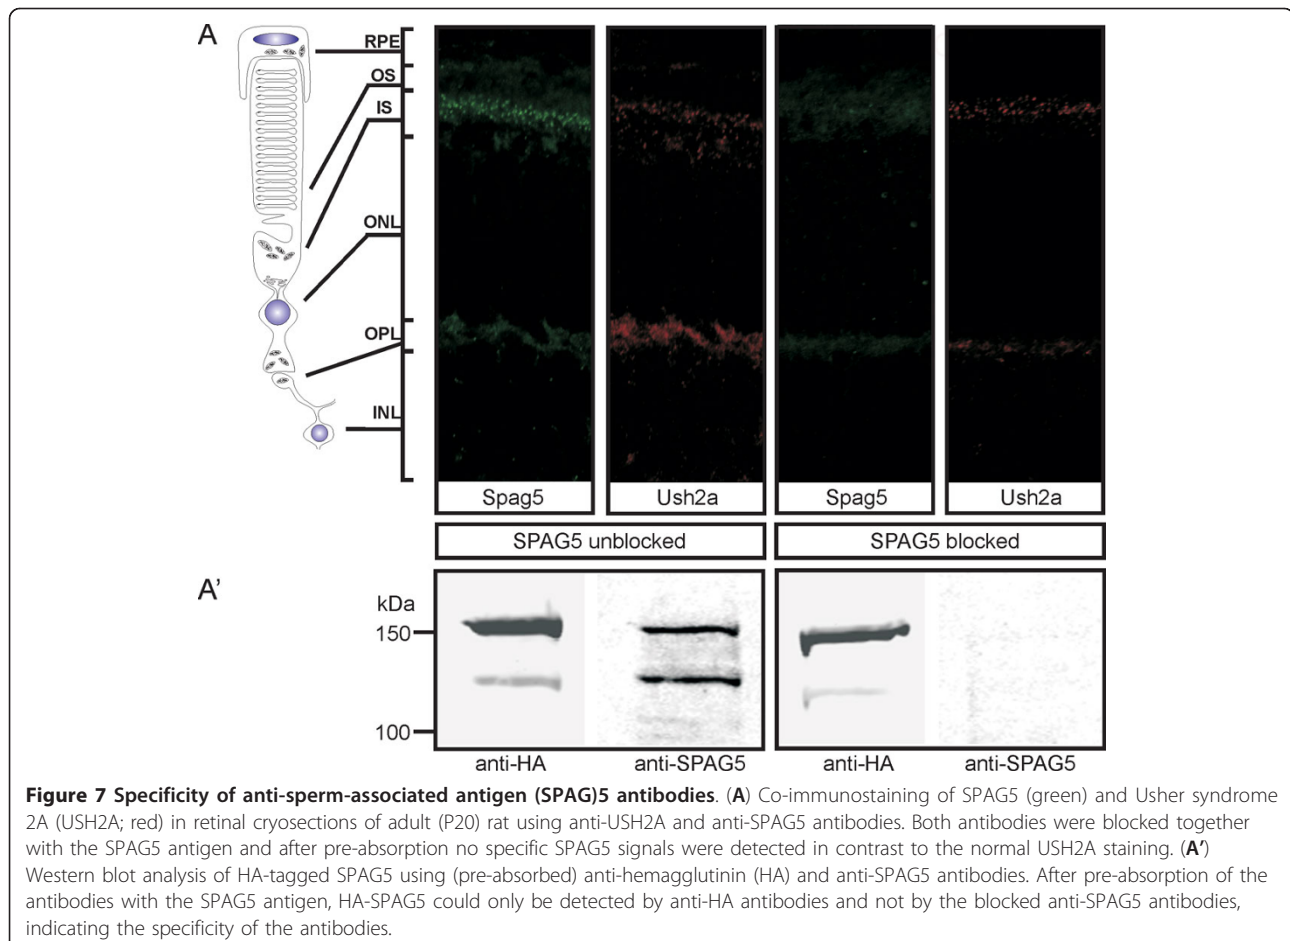 A
RPE
OS
IS
ONL
OPL
INL
Spag5 Ush2a Spag5 Ush2a
SPAG5 unblocked SPAG5 blocked
A'
kDa
150
100
anti-HA anti-SPAG5 anti-HA anti-SPAG5
Figure 7 Specificity of anti-sperm-associated antigen (SPAG)5 antibodies. (A) Co-immunostaining of SPAG5 (green) and Usher syndrome
2A (USH2A; red) in retinal cryosections of adult (P20) rat using anti-USH2A and anti-SPAG5 antibodies. Both antibodies were blocked together
with the SPAG5 antigen and after pre-absorption no specific SPAG5 signals were detected in contrast to the normal USH2A staining. (A')
Western blot analysis of HA-tagged SPAG5 using (pre-absorbed) anti-hemagglutinin (HA) and anti-SPAG5 antibodies. After pre-absorption of the
antibodies with the SPAG5 antigen, HA-SPAG5 could only be detected by anti-HA antibodies and not by the blocked anti-SPAG5 antibodies,
indicating the specificity of the antibodies.